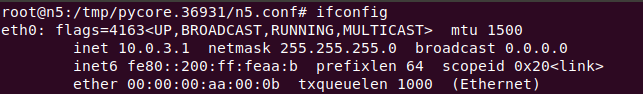 root@n5:/tmp/pycore.36931/n5.conf# ifconfig
eth0: flags=4163<UP,BROADCAST,RUNNING,MULTICAST>  mtu 1500
        inet 10.0.3.1  netmask 255.255.255.0  broadcast 0.0.0.0
        inet6 fe80::200:ff:feaa:b  prefixlen 64  scopeid 0x20<link>
        ether 00:00:00:aa:00:0b  txqueuelen 1000  (Ethernet)